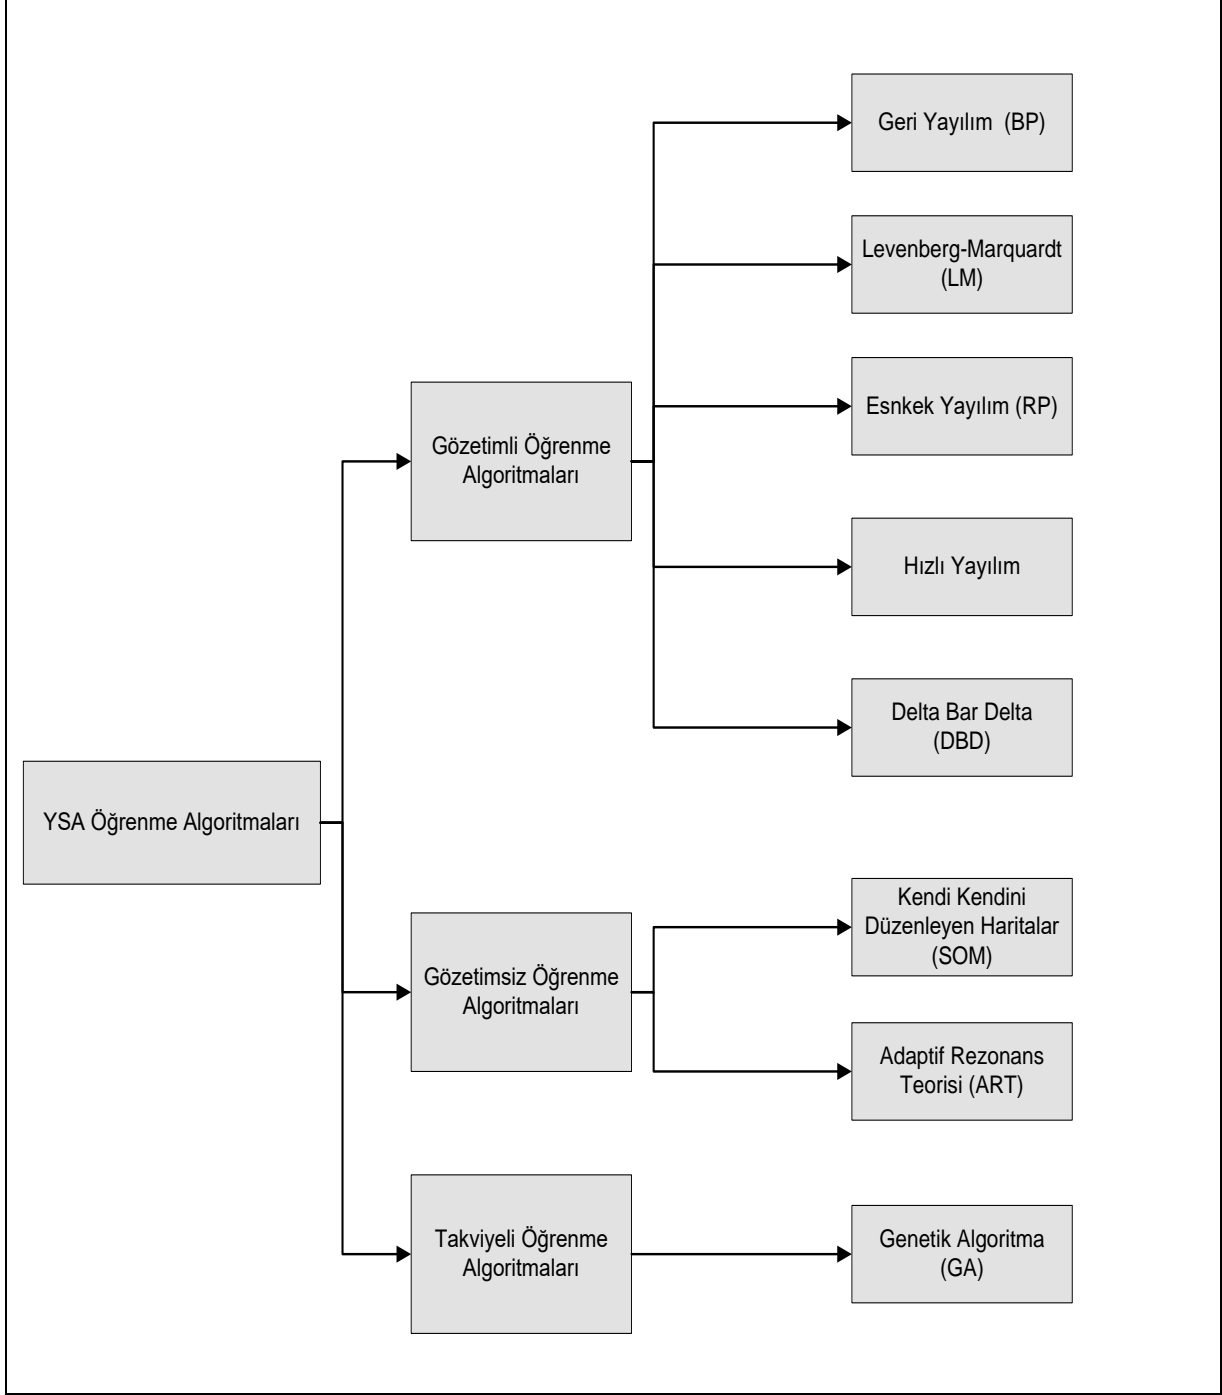 Geri Yayılım  (BP)
Levenberg-Marquardt
(LM)
Esnkek Yayılım (RP)
Gözetimli Öğrenme
Algoritmaları
Hızlı Yayılım
Delta Bar Delta
(DBD)
YSA Öğrenme Algoritmaları
Kendi Kendini
Düzenleyen Haritalar
(SOM)
Gözetimsiz Öğrenme
Algoritmaları
Adaptif Rezonans
Teorisi (ART)
Takviyeli Öğrenme
Algoritmaları
Genetik Algoritma
(GA)